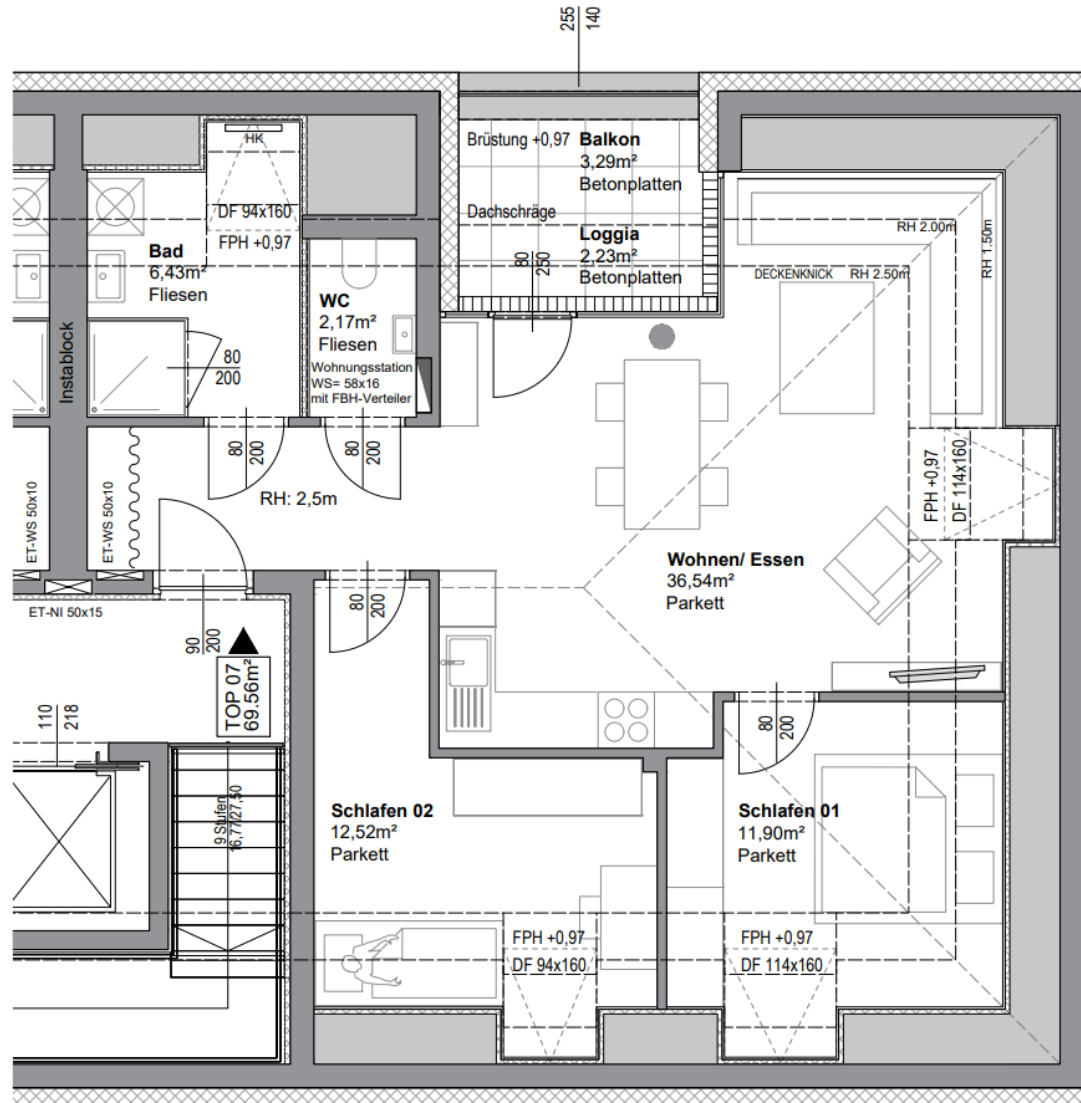 255
140
HK
DF 94x160
FPH +0,97
Bad
6,43m²
Fliesen
Brüstung +0,97
Balkon
3,29m²
Betonplatten
Dachschräge
Loggia
2,23m²
Betonplatten
80
250
RH 2.00m
RH 1.50m
DECKENKNICK RH 2.50m
WC
2,17m²
Fliesen
Wohnungsstation
WS= 58x16
mit FBH-Verteiler
Instablock
80
200
80
200
80
200
RH: 2,5m
ET-WS 50x10
ET-WS 50x10
FPH +0,97
DF 114x160
Wohnen/ Essen
36,54m²
Parkett
ET-NI 50x15
90
200
80
200
TOP 07
69.56m²
110
218
80
200
9 Stufen
16,77/27,50
Schlafen 02
12,52m²
Parkett
Schlafen 01
11,90m²
Parkett
FPH +0,97
DF 94x160
FPH +0,97
DF 114x160